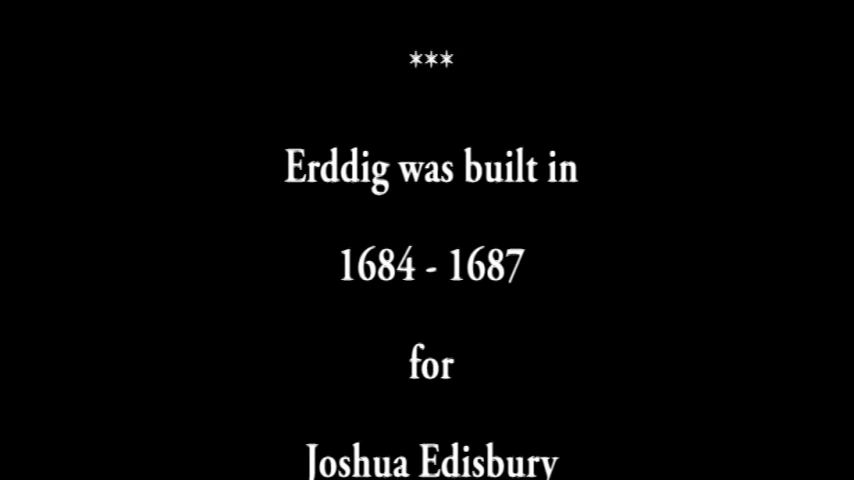 ***
Erddig was built in
1684 - 1687
for
Joshua Edisbury